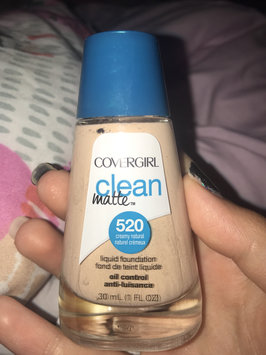 COVERGIRL
clean
matte™
520
creamy natural
naturel crémeux
liquid foundation
fond de teint liquide
oil control
anti-luisance
30 mL (1 FL OZ)